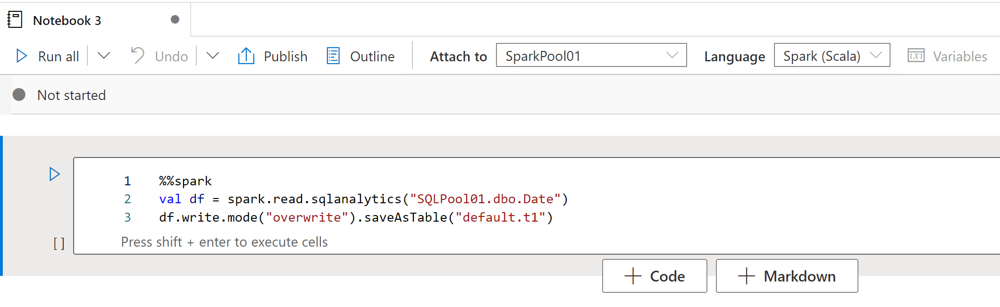 Notebook 3
Run all Undo Publish Outline Attach to SparkPool01 Language Spark (Scala) (x) Variables
Not started
1 %%spark
2 val df = spark.read.sqlanalytics("SQLPool01.dbo.Date")
3 df.write.mode("overwrite").saveAsTable("default.t1")
[ ] Press shift + enter to execute cells
+ Code + Markdown